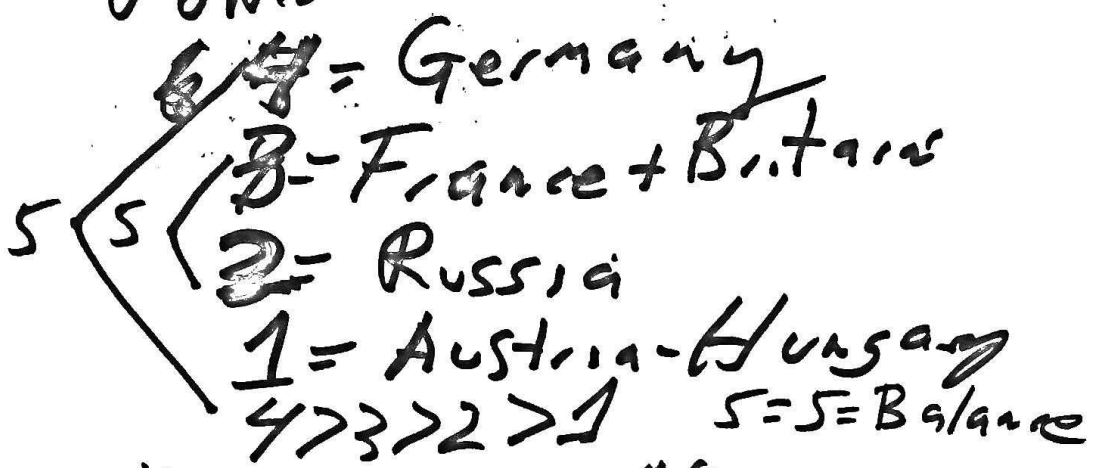 4 = Germany
3 = France + Britain
5 5
2 = Russia
1 = Austria-Hungary
4>3>2>1 5=5=Balance